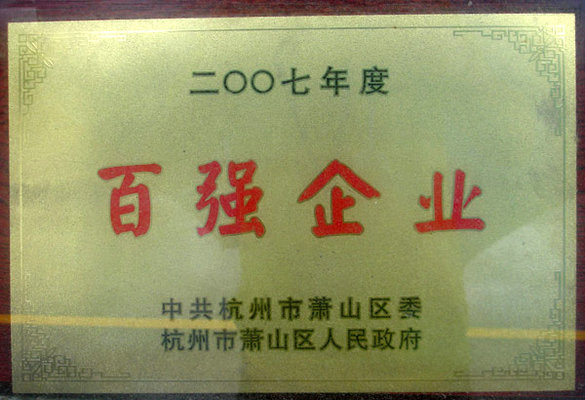 二〇〇七年度
百强企业
中共杭州市萧山区委
杭州市萧山区人民政府